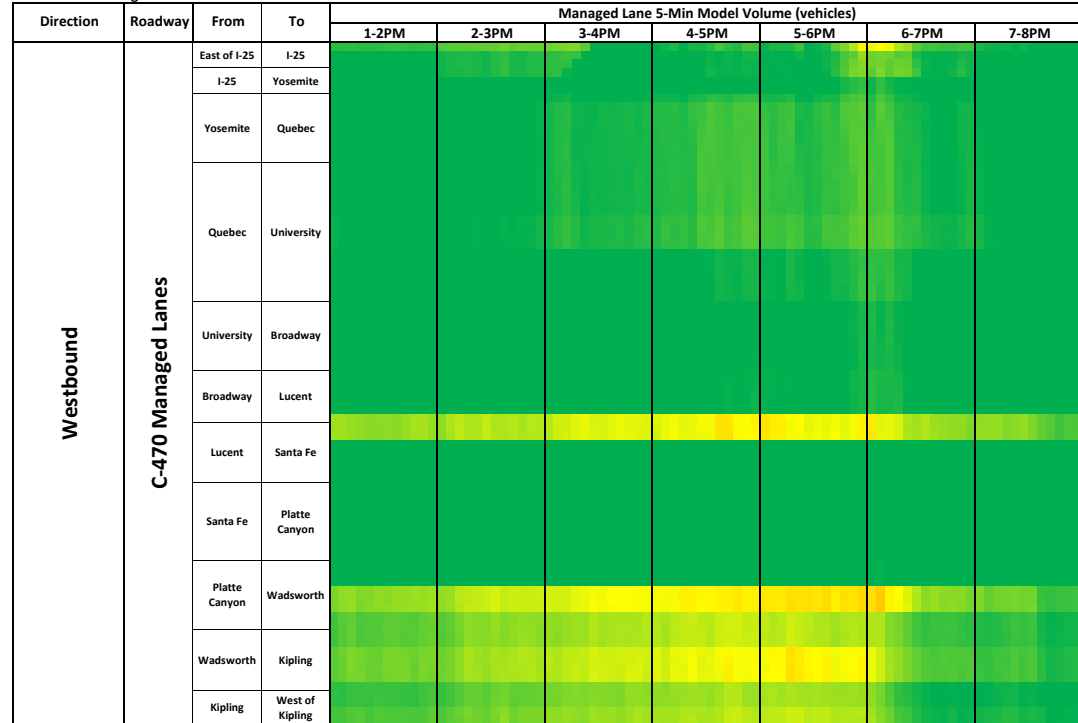 Direction Roadway From To Managed Lane 5-Min Model Volume (vehicles)
1-2PM 2-3PM 3-4PM 4-5PM 5-6PM 6-7PM 7-8PM
Westbound
C-470 Managed Lanes
East of I-25 I-25
I-25 Yosemite
Yosemite Quebec
Quebec University
University Broadway
Broadway Lucent
Lucent Santa Fe
Santa Fe Platte
Canyon
Platte
Canyon Wadsworth
Wadsworth Kipling
Kipling West of
Kipling